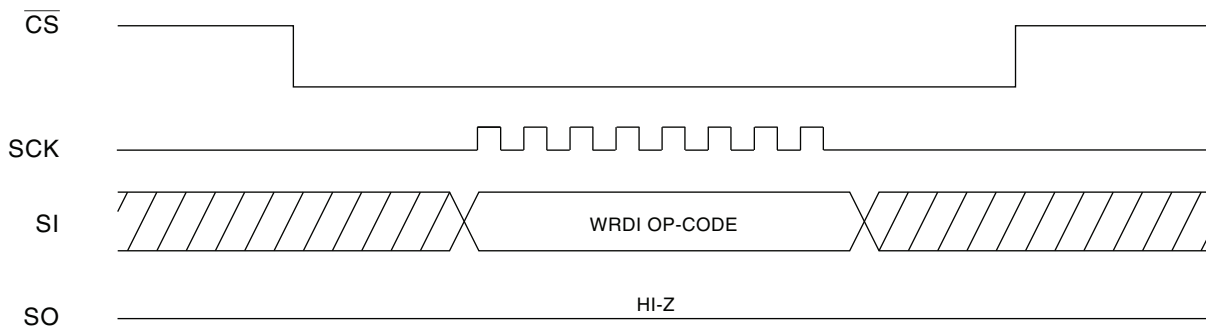 CS
SCK
SI
WRDI OP-CODE
HI-Z
SO